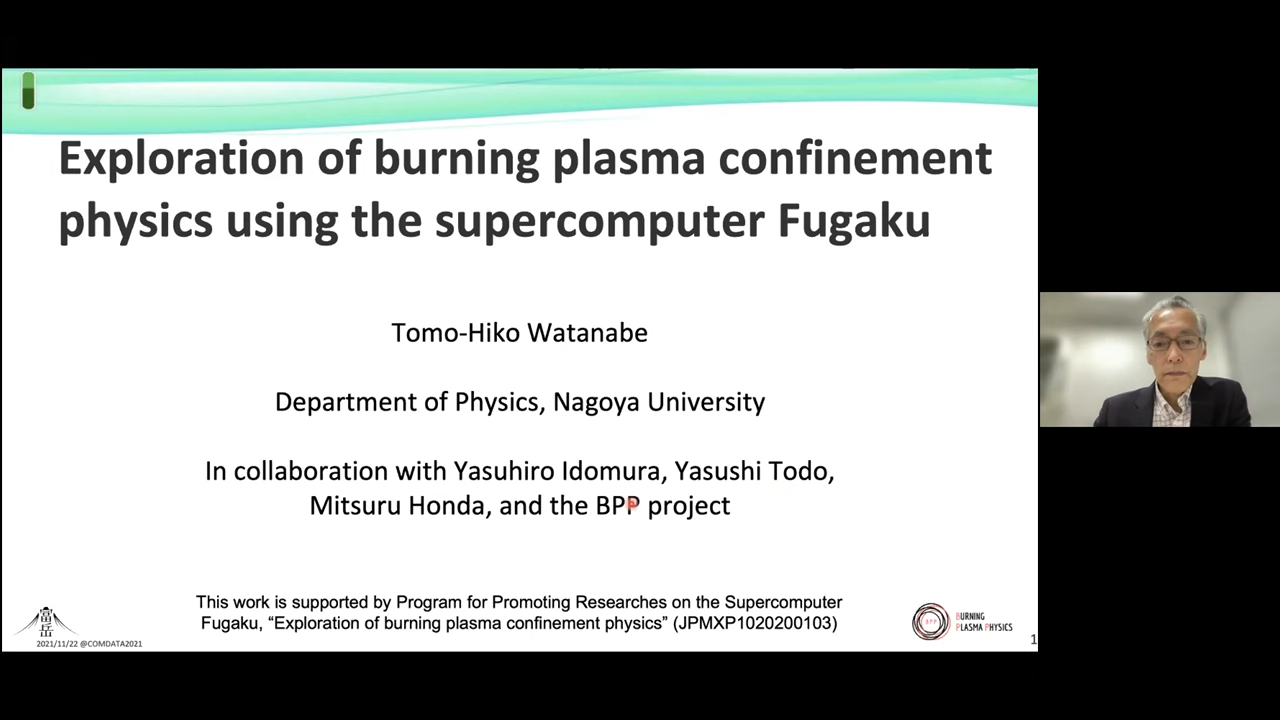 Exploration of burning plasma confinement
physics using the supercomputer Fugaku
Tomo-Hiko Watanabe
Department of Physics, Nagoya University
In collaboration with Yasuhiro Idomura, Yasushi Todo,
Mitsuru Honda, and the BPP project
This work is supported by Program for Promoting Researches on the Supercomputer
Fugaku, “Exploration of burning plasma confinement physics” (JPMXP1020200103)
富
岳
2021/11/22 @COMDATA2021
BPP
BURNING
PLASMA PHYSICS
1